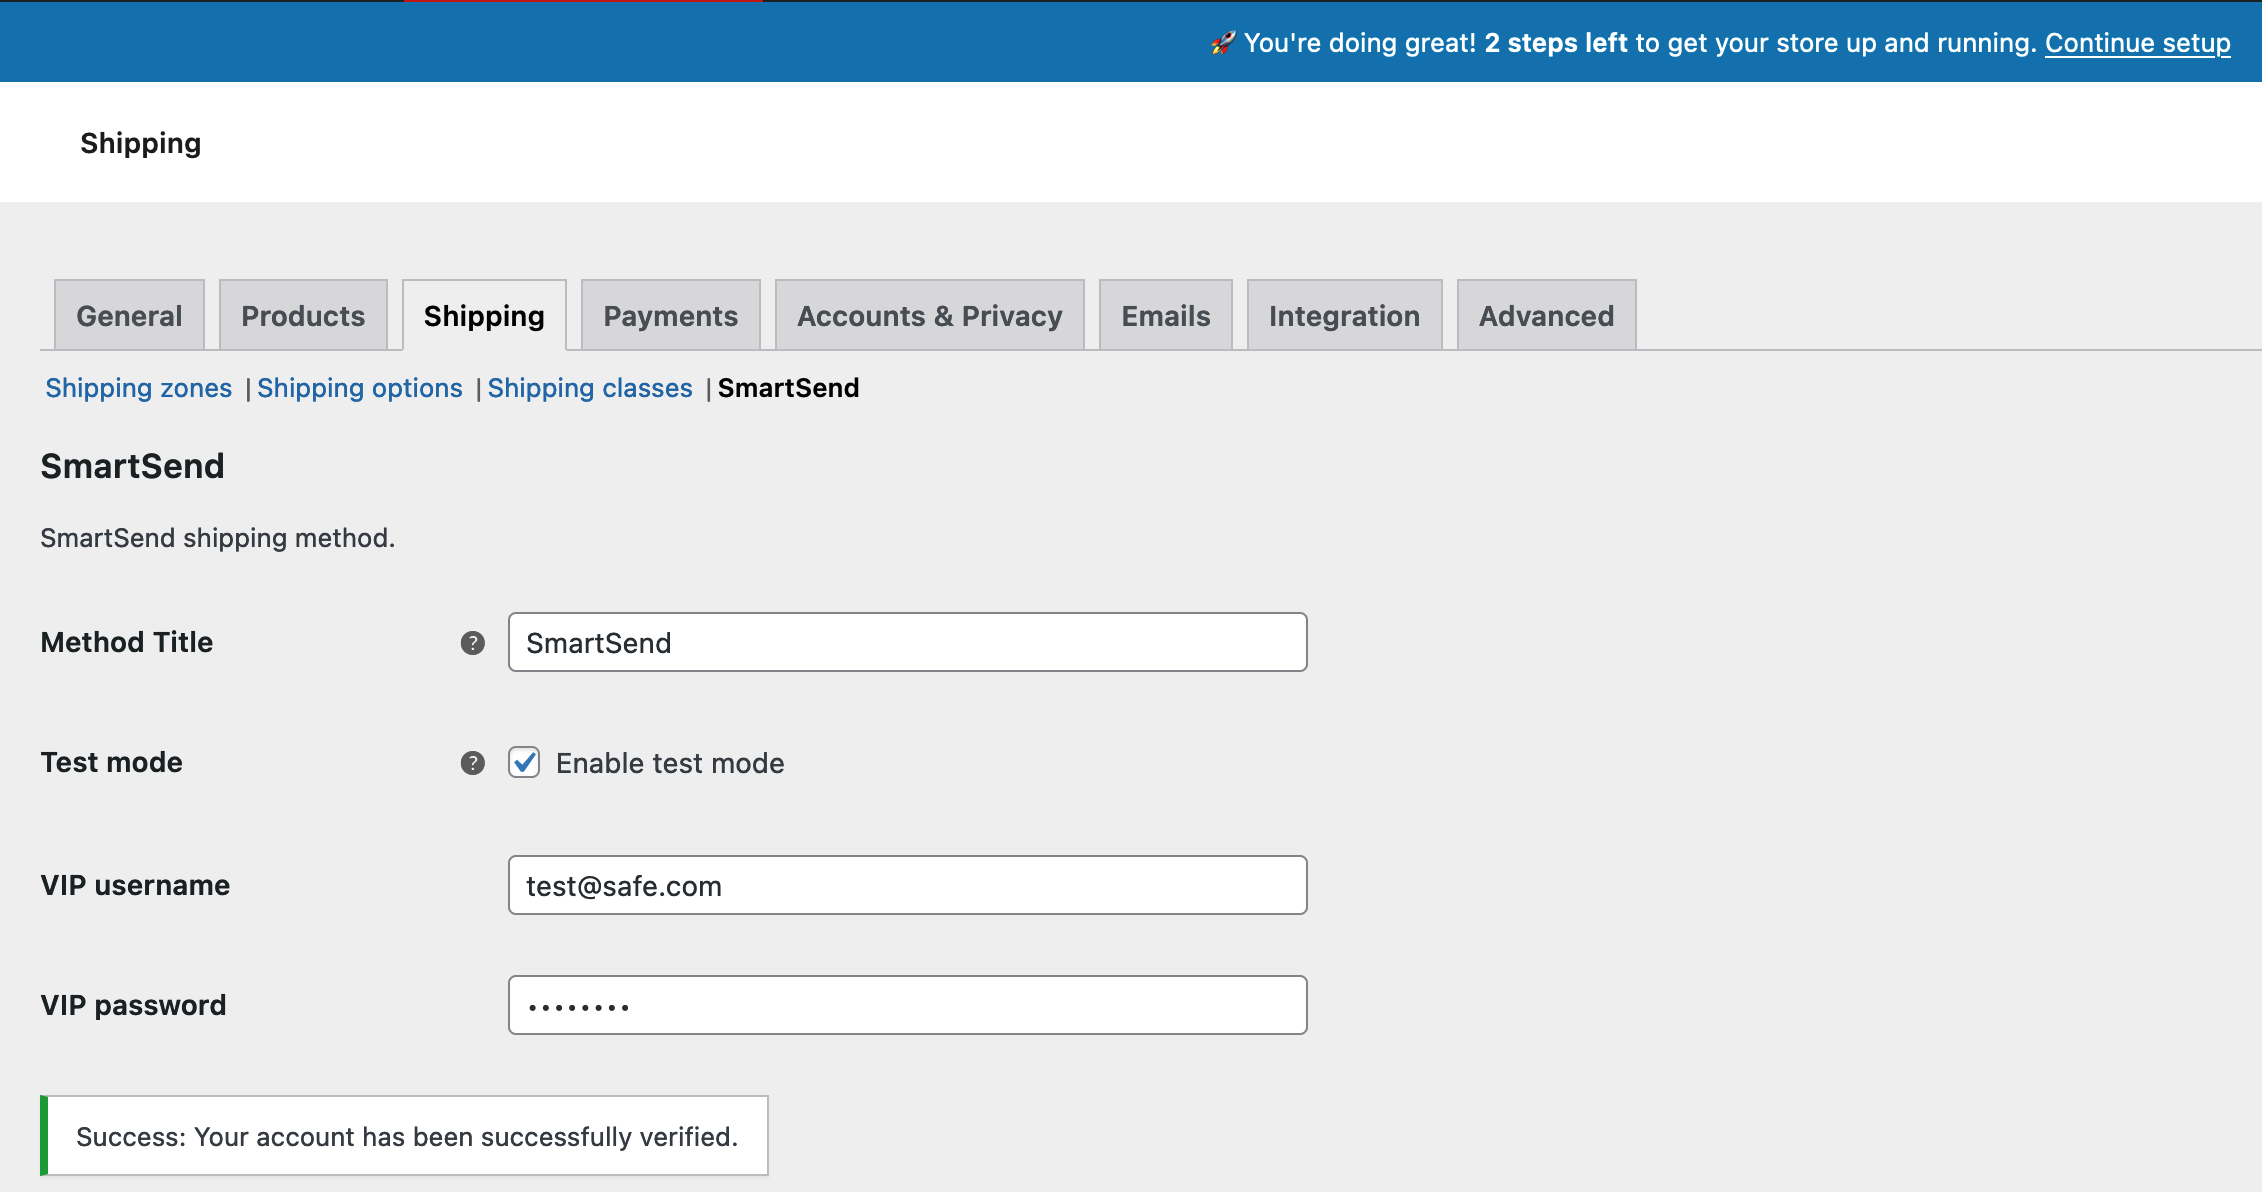 🚀 You're doing great! 2 steps left to get your store up and running. Continue setup
Shipping
General Products Shipping Payments Accounts & Privacy Emails Integration Advanced
Shipping zones | Shipping options | Shipping classes | SmartSend
SmartSend
SmartSend shipping method.
Method Title ? SmartSend
Test mode ? Enable test mode
VIP username test@safe.com
VIP password ••••••••
Success: Your account has been successfully verified.